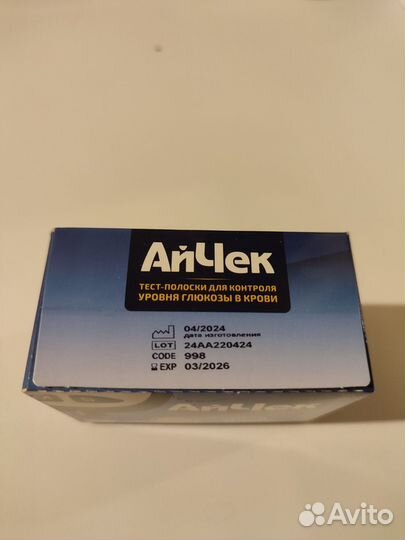 АйЧек
ТЕСТ-ПОЛОСКИ ДЛЯ КОНТРОЛЯ
УРОВНЯ ГЛЮКОЗЫ В КРОВИ
04/2024
дата изготовления
LOT 24AA220424
CODE 998
EXP 03/2026
АйЧек
Avito